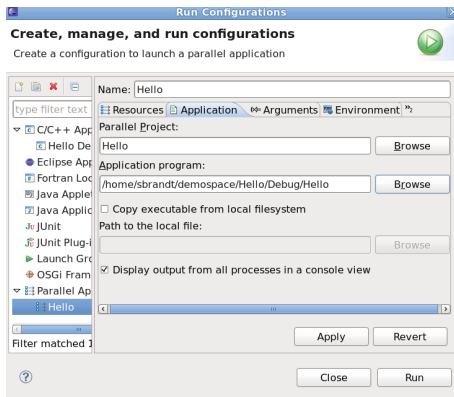 Run Configurations
Create, manage, and run configurations
Create a configuration to launch a parallel application
Name: Hello
type filter text
Resources Application Arguments Environment »2
C/C++ App
Hello De
Eclipse App
Fortran Loc
Java Applet
Java Applic
JUnit
JUnit Plug-i
Launch Gro
OSGi Fram
Parallel Ap
Hello
Filter matched 1
Parallel Project:
Hello Browse
Application program:
/home/sbrandt/demospace/Hello/Debug/Hello Browse
Copy executable from local filesystem
Path to the local file:
Browse
Display output from all processes in a console view
Apply Revert
Close Run